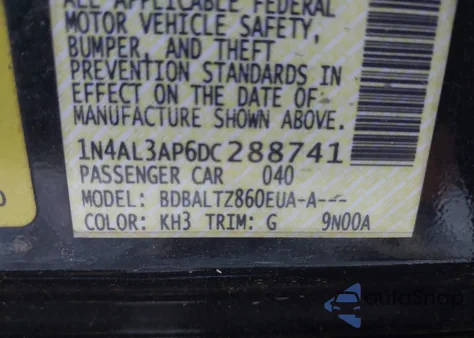 ALL APPLICABLE FEDERAL
MOTOR VEHICLE SAFETY,
BUMPER, AND THEFT
PREVENTION STANDARDS IN
EFFECT ON THE DATE OF
MANUFACTURE SHOWN ABOVE.
1N4AL3AP6DC288741
PASSENGER CAR 040
MODEL: BDBALTZ860EUA-A---
COLOR: KH3 TRIM: G 9N00A
AutoSnap